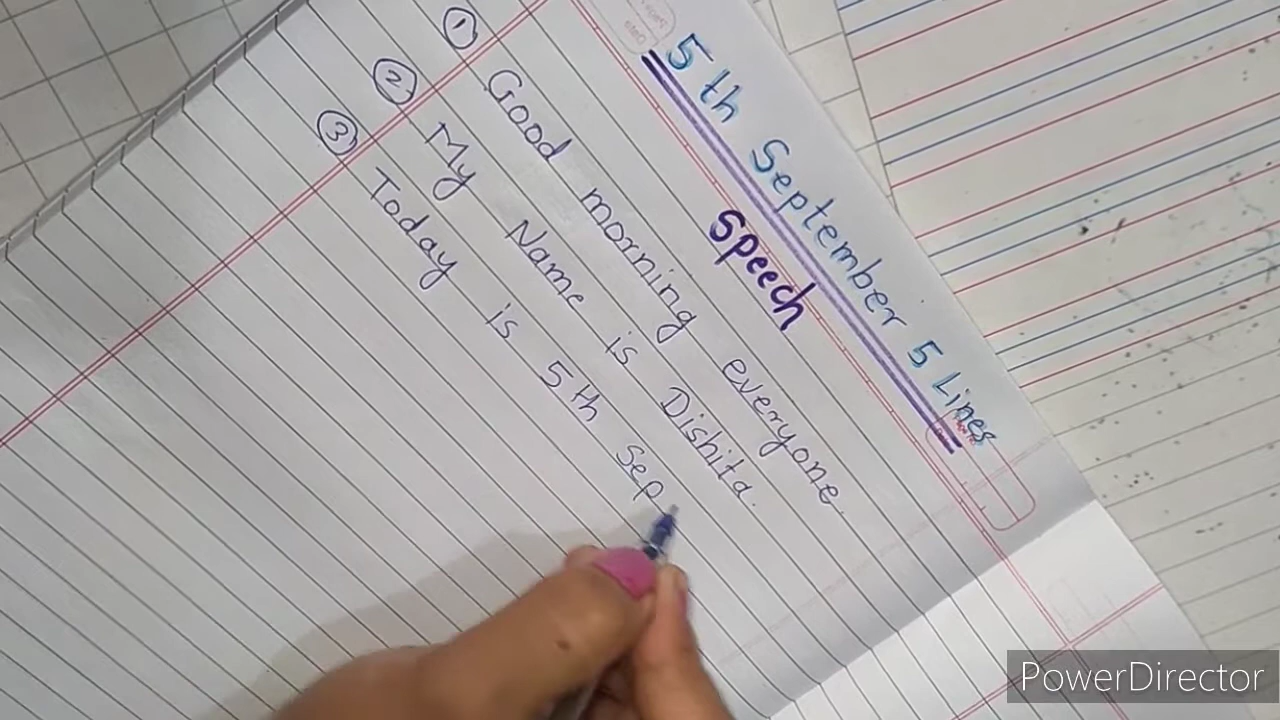 5th September 5 Lines
Speech
① Good morning everyone.
② My Name is Dishita.
③ Today is 5th Sep
PowerDirector